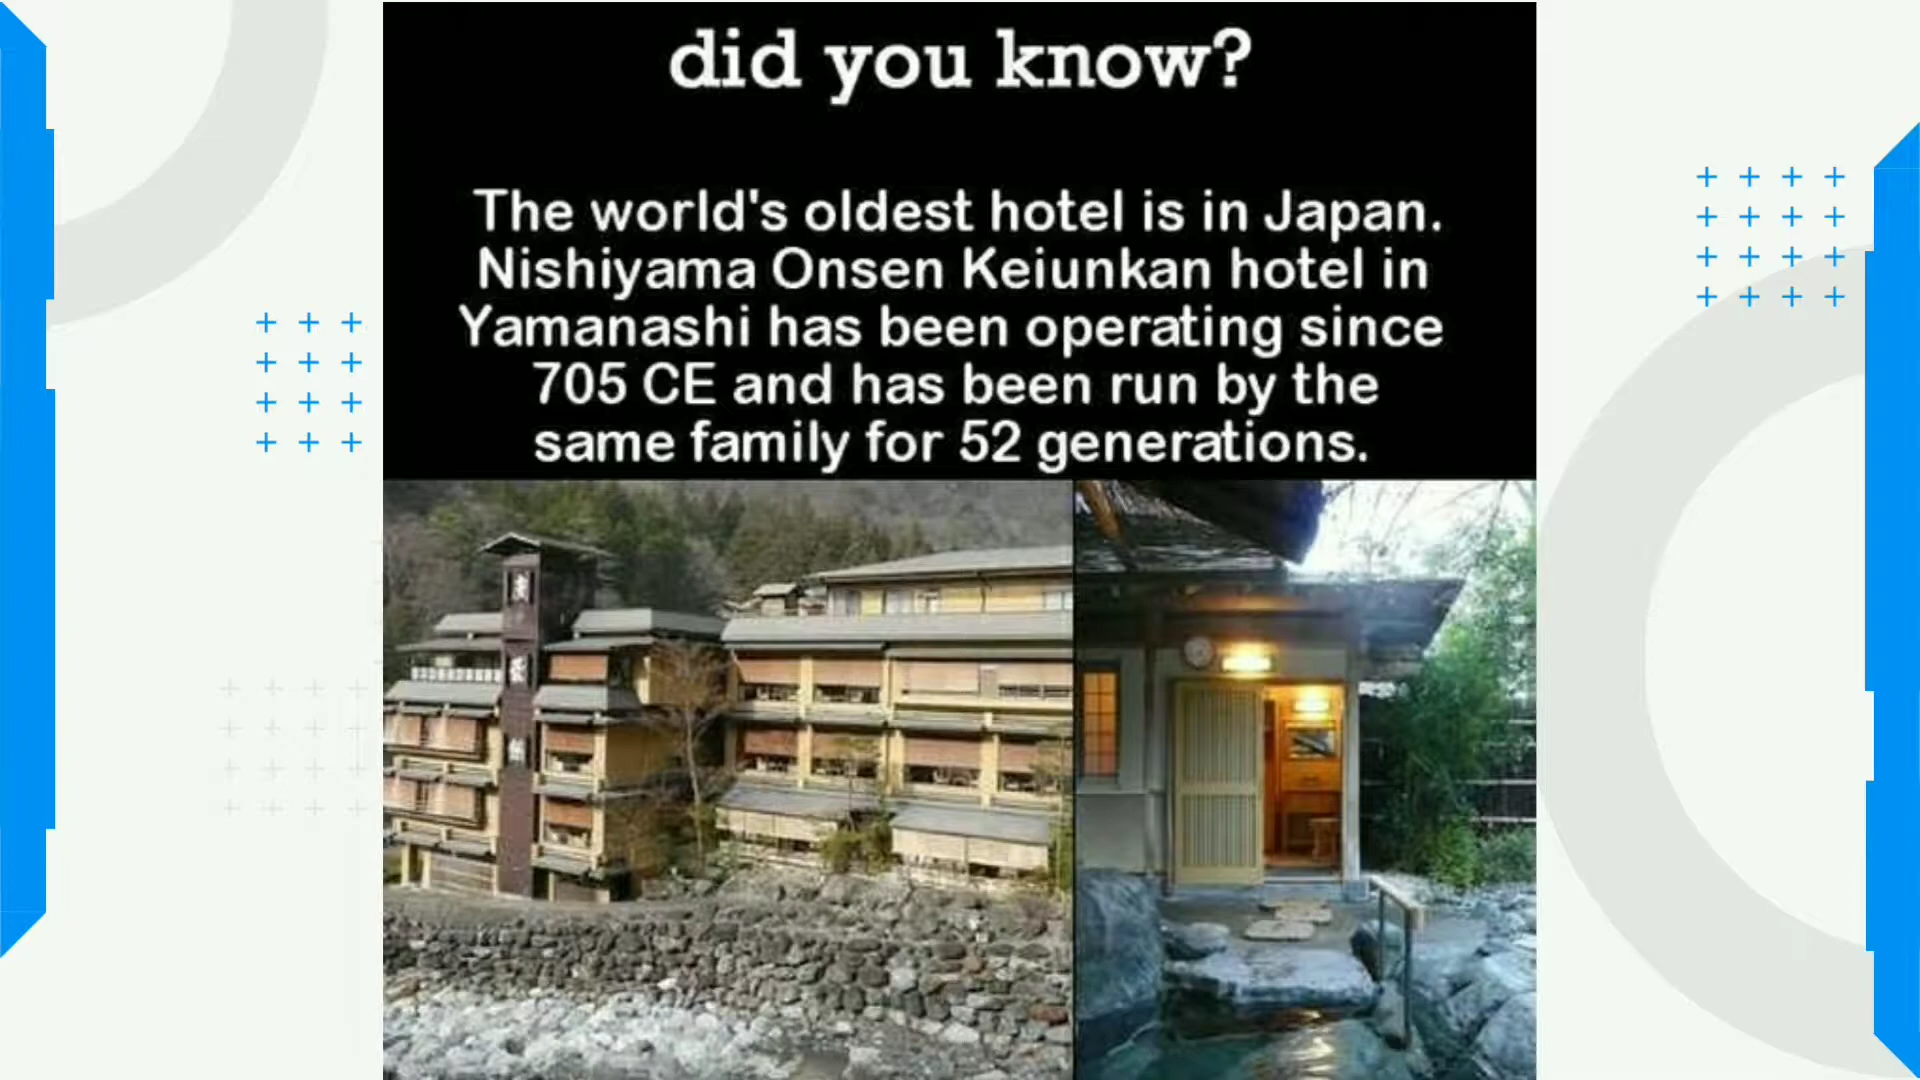 did you know?
The world's oldest hotel is in Japan.
Nishiyama Onsen Keiunkan hotel in
Yamanashi has been operating since
705 CE and has been run by the
same family for 52 generations.